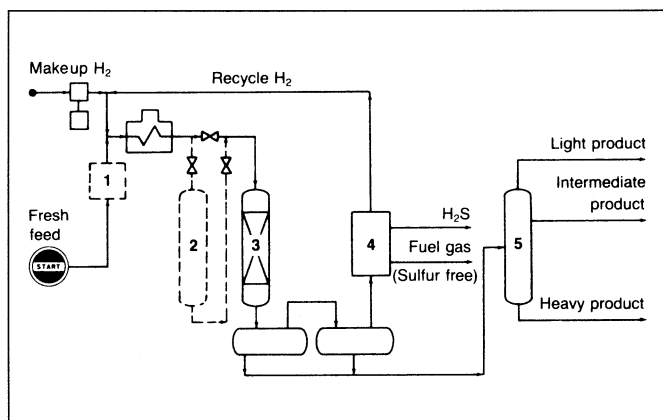 Makeup H₂
Recycle H₂
Light product
Intermediate
product
1
Fresh
feed
START
2
3
4
H₂S
Fuel gas
(Sulfur free)
5
Heavy product